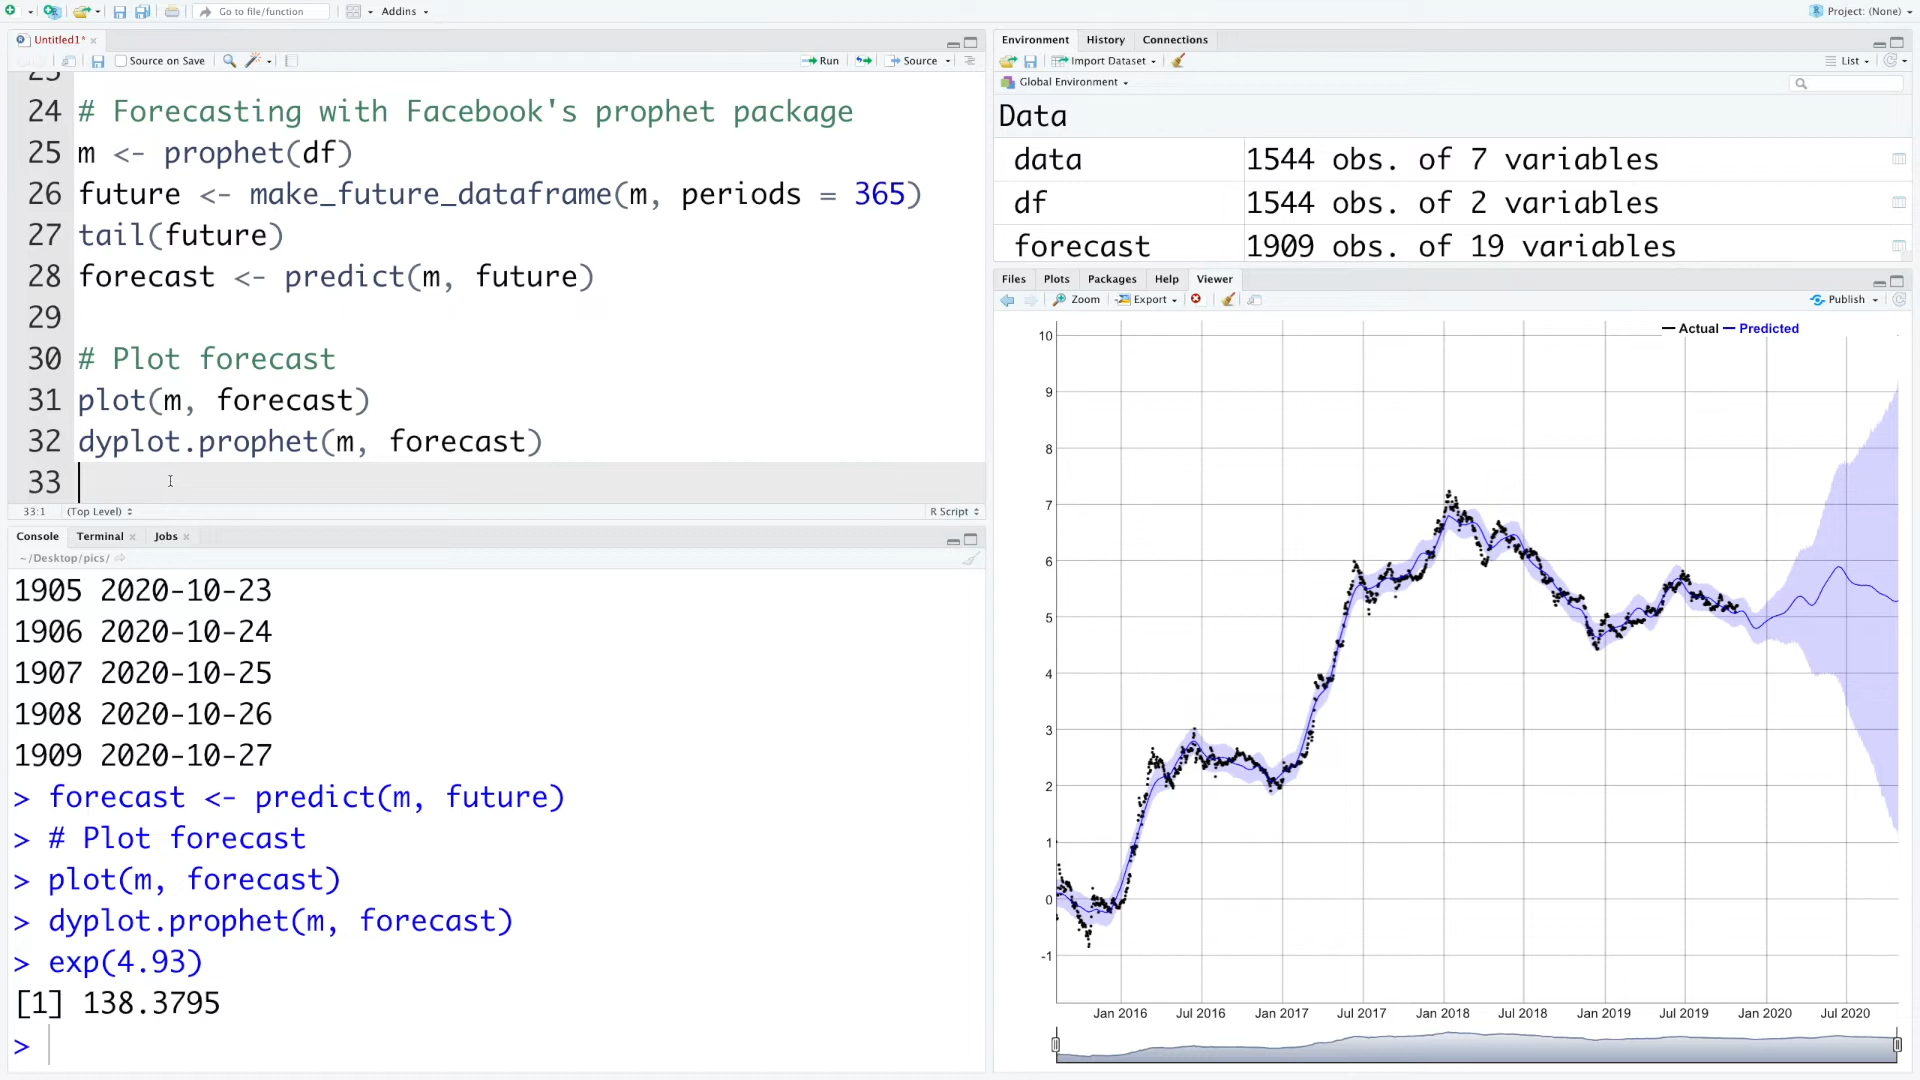 Go to file/function
Addins
Project: (None)
Untitled1*
Source on Save
Run
Source
24 # Forecasting with Facebook's prophet package
25 m <- prophet(df)
26 future <- make_future_dataframe(m, periods = 365)
27 tail(future)
28 forecast <- predict(m, future)
29
30 # Plot forecast
31 plot(m, forecast)
32 dyplot.prophet(m, forecast)
33
33:1 (Top Level) R Script
Console Terminal Jobs
~/Desktop/pics/
1905 2020-10-23
1906 2020-10-24
1907 2020-10-25
1908 2020-10-26
1909 2020-10-27
> forecast <- predict(m, future)
> # Plot forecast
> plot(m, forecast)
> dyplot.prophet(m, forecast)
> exp(4.93)
[1] 138.3795
>
Environment History Connections
Import Dataset List
Global Environment
Data
data 1544 obs. of 7 variables
df 1544 obs. of 2 variables
forecast 1909 obs. of 19 variables
Files Plots Packages Help Viewer
Zoom Export Publish
Actual Predicted
10
9
8
7
6
5
4
3
2
1
0
-1
Jan 2016 Jul 2016 Jan 2017 Jul 2017 Jan 2018 Jul 2018 Jan 2019 Jul 2019 Jan 2020 Jul 2020